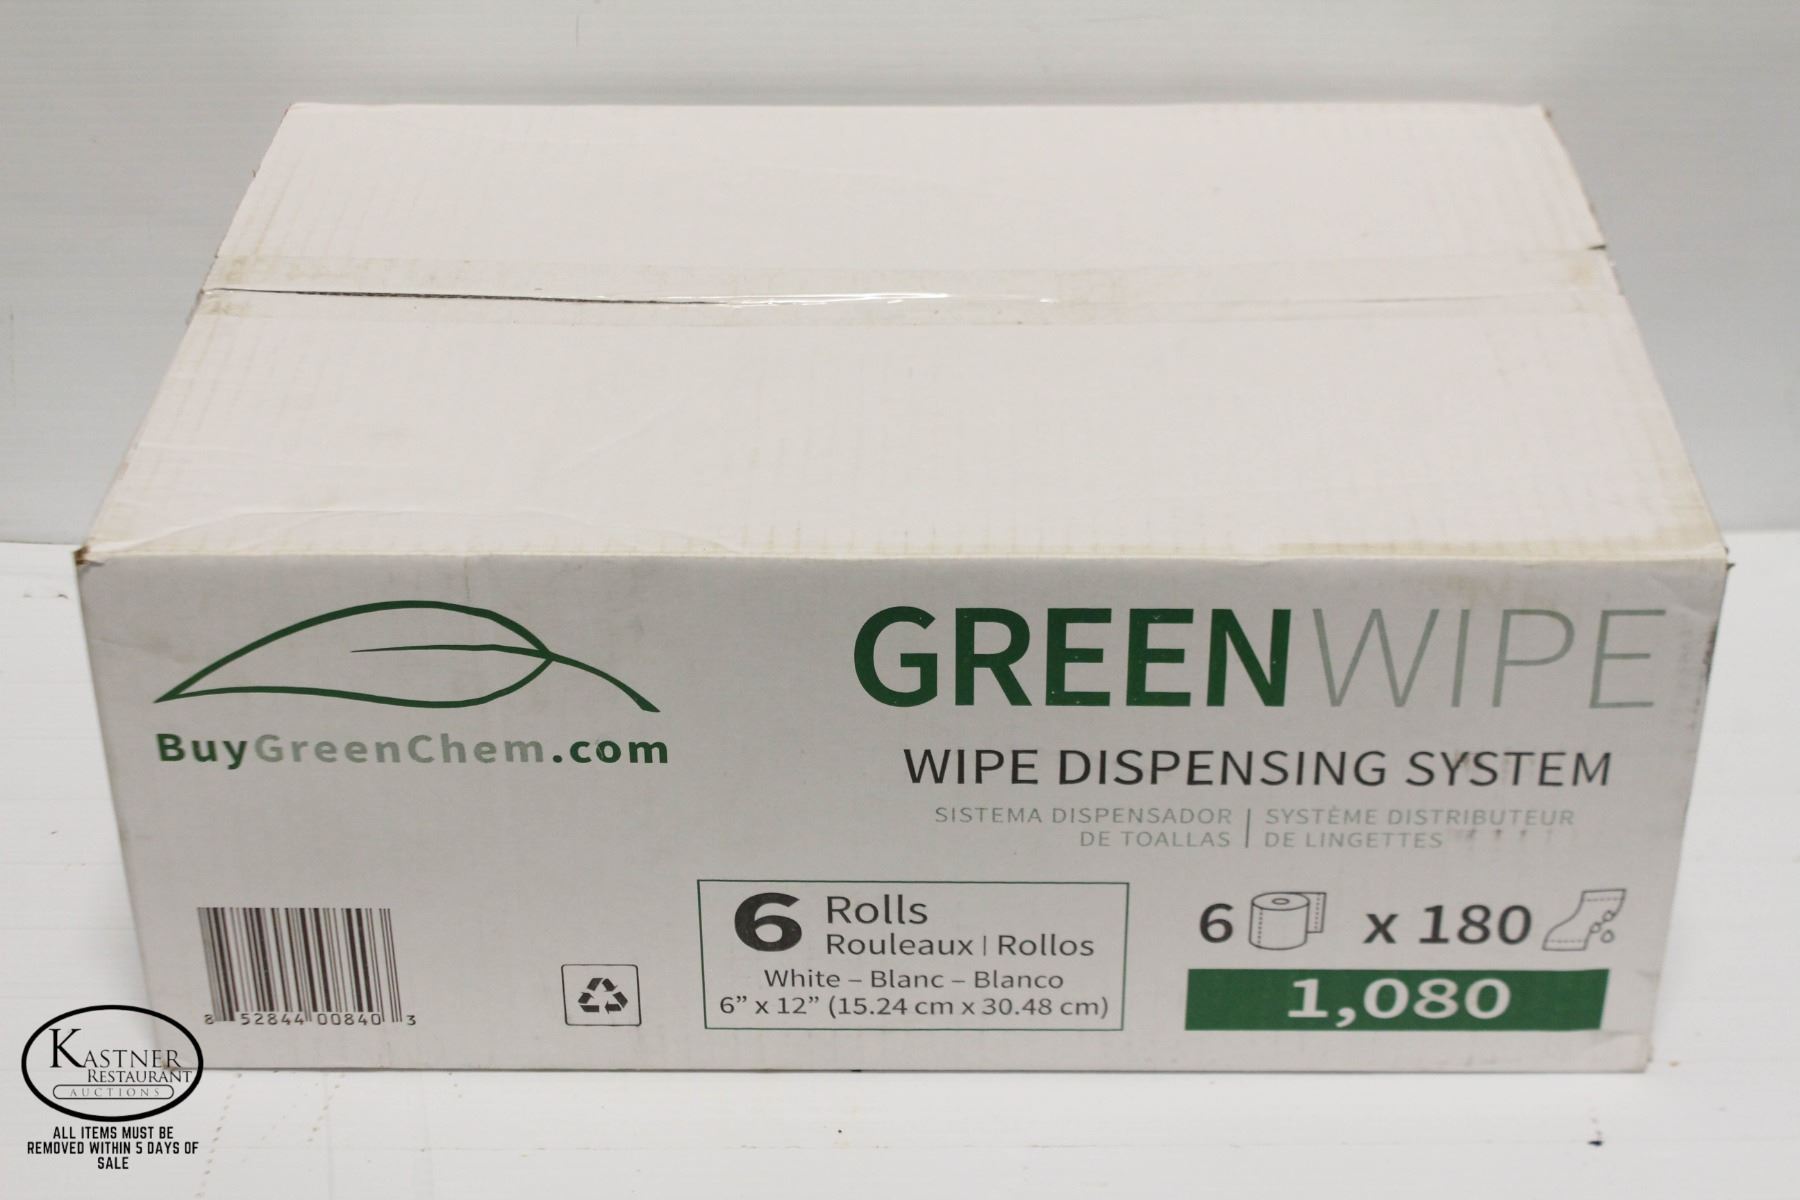 GREENWIPE
BuyGreenChem.com
WIPE DISPENSING SYSTEM
SISTEMA DISPENSADOR | SYSTÈME DISTRIBUTEUR
DE TOALLAS | DE LINGETTES
6 Rolls
Rouleaux | Rollos
White – Blanc – Blanco
6” x 12” (15.24 cm x 30.48 cm)
6 x 180
1,080
8 52844 00840 3
KASTNER
RESTAURANT
AUCTIONS
ALL ITEMS MUST BE
REMOVED WITHIN 5 DAYS OF
SALE